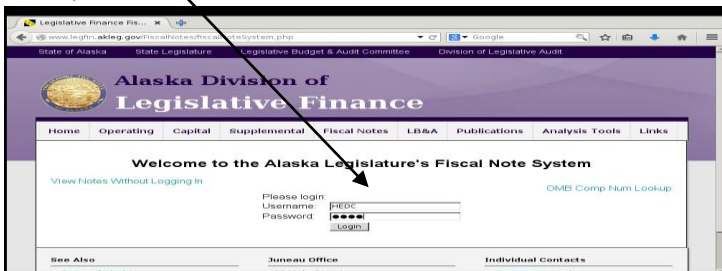 Legislative Finance Fis...
www.legfin.akleg.gov/FiscalNotes/fiscalNoteSystem.php
Google
State of Alaska State Legislature Legislative Budget & Audit Committee Division of Legislative Audit
Alaska Division of
Legislative Finance
Home Operating Capital Supplemental Fiscal Notes LB&A Publications Analysis Tools Links
Welcome to the Alaska Legislature's Fiscal Note System
View Notes Without Logging In
OMB Comp Num Lookup
Please login:
Username: HEDC
Password: ●●●●
Login
See Also Juneau Office Individual Contacts